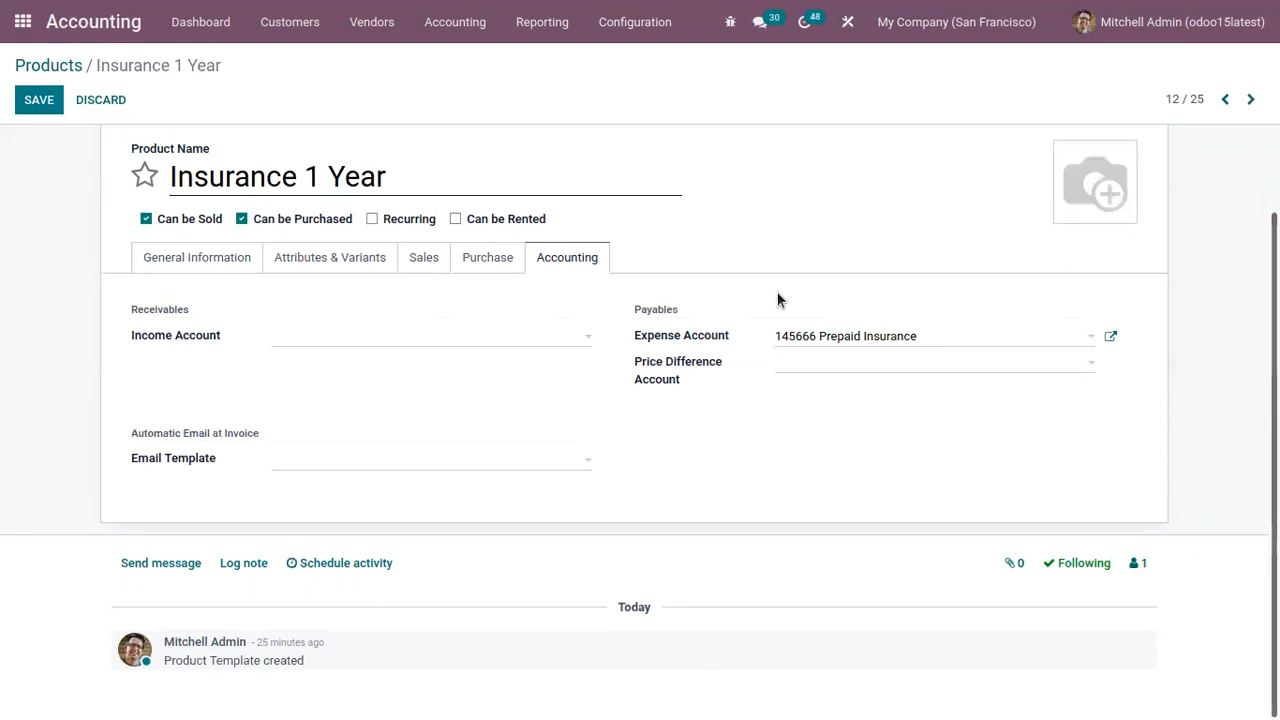 Accounting Dashboard Customers Vendors Accounting Reporting Configuration 30 48 My Company (San Francisco) Mitchell Admin (odoo15latest)
Products / Insurance 1 Year
SAVE DISCARD 12 / 25
Product Name
Insurance 1 Year
Can be Sold Can be Purchased Recurring Can be Rented
General Information Attributes & Variants Sales Purchase Accounting
Receivables Payables
Income Account Expense Account 145666 Prepaid Insurance
Price Difference
Account
Automatic Email at Invoice
Email Template
Send message Log note Schedule activity 0 Following 1
Today
Mitchell Admin - 25 minutes ago
Product Template created